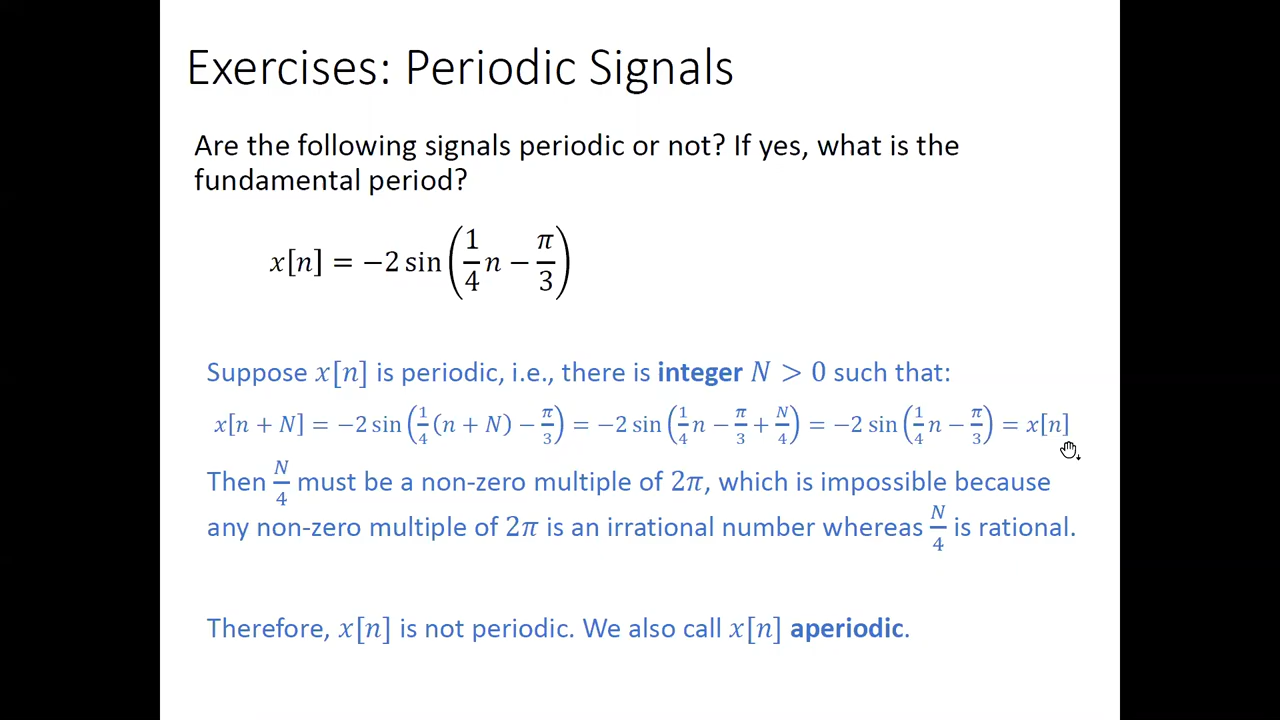 Exercises: Periodic Signals
Are the following signals periodic or not? If yes, what is the
fundamental period?
x[n] = −2 sin(1/4 n − π/3)
Suppose x[n] is periodic, i.e., there is integer N > 0 such that:
x[n + N] = −2 sin(1/4 (n + N) − π/3) = −2 sin(1/4 n − π/3 + N/4) = −2 sin(1/4 n − π/3) = x[n]
Then N/4 must be a non-zero multiple of 2π, which is impossible because
any non-zero multiple of 2π is an irrational number whereas N/4 is rational.
Therefore, x[n] is not periodic. We also call x[n] aperiodic.